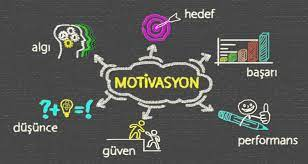 hedef
algı
MOTİVASYON
başarı
?+ =!
düşünce
güven
performans